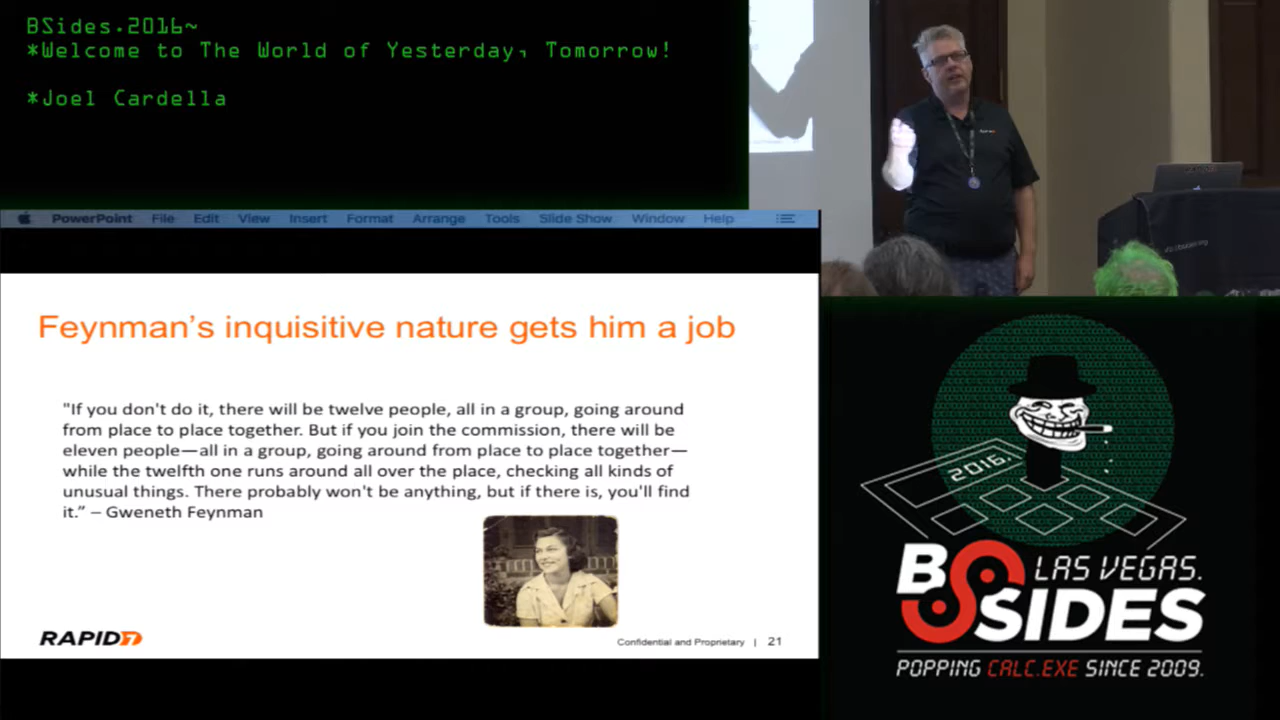 BSides.2016~
*Welcome to The World of Yesterday, Tomorrow!
*Joel Cardella
PowerPoint File Edit View Insert Format Arrange Tools Slide Show Window Help
Feynman's inquisitive nature gets him a job
"If you don't do it, there will be twelve people, all in a group, going around
from place to place together. But if you join the commission, there will be
eleven people—all in a group, going around from place to place together—
while the twelfth one runs around all over the place, checking all kinds of
unusual things. There probably won't be anything, but if there is, you'll find
it." – Gweneth Feynman
RAPID7
Confidential and Proprietary | 21
2016.
BSIDES
LAS VEGAS.
POPPING CALC.EXE SINCE 2009.